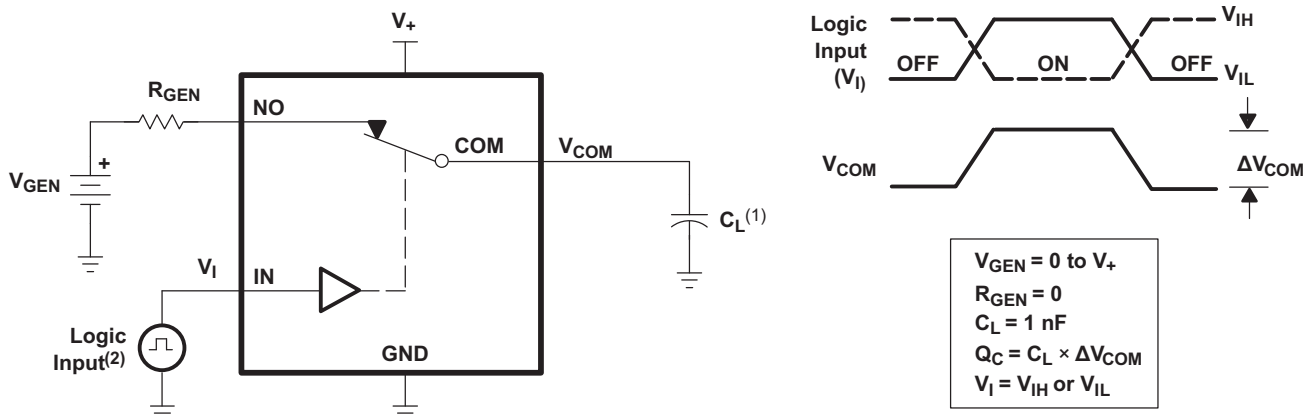 V+
RGEN
NO
COM
VCOM
VGEN
+
CL(1)
VI
IN
Logic
Input(2)
GND
Logic
Input
(VI)
OFF
ON
OFF
VIH
VIL
VCOM
ΔVCOM
VGEN = 0 to V+
RGEN = 0
CL = 1 nF
QC = CL × ΔVCOM
VI = VIH or VIL